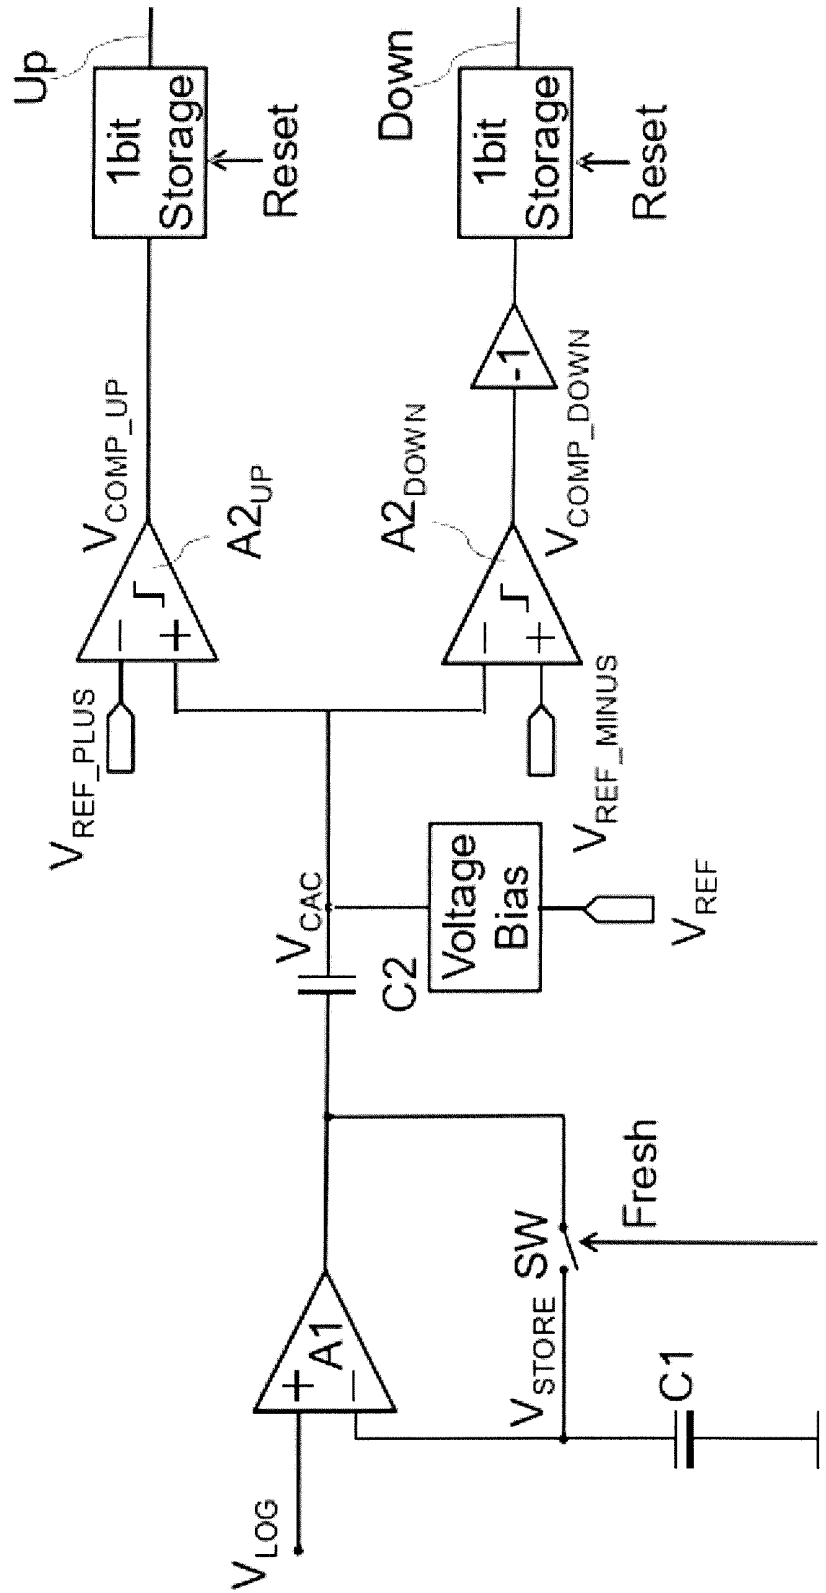 V_LOG
+
−
A1
V_STORE
SW
Fresh
C1
C2
V_CAC
Voltage
Bias
V_REF
V_REF_PLUS
−
+
A2_UP
V_COMP_UP
1bit
Storage
Reset
Up
V_REF_MINUS
−
+
A2_DOWN
V_COMP_DOWN
-1
1bit
Storage
Reset
Down